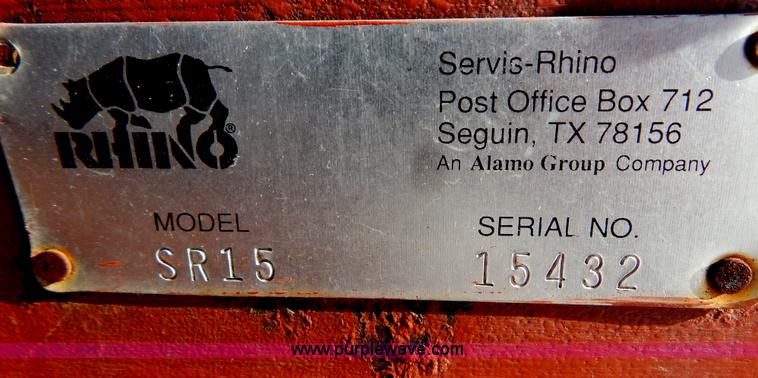 RHINO®
Servis-Rhino
Post Office Box 712
Seguin, TX 78156
An Alamo Group Company
MODEL
SR15
SERIAL NO.
15432
www.purplewave.com